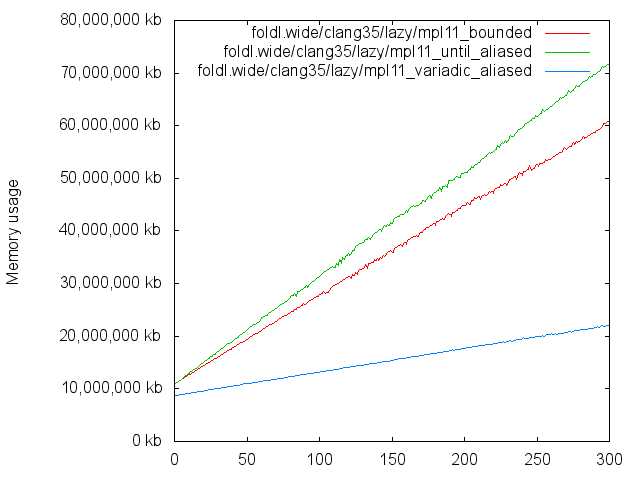 80,000,000 kb
70,000,000 kb
60,000,000 kb
50,000,000 kb
40,000,000 kb
30,000,000 kb
20,000,000 kb
10,000,000 kb
0 kb
Memory usage
foldl.wide/clang35/lazy/mpl11_bounded
foldl.wide/clang35/lazy/mpl11_until_aliased
foldl.wide/clang35/lazy/mpl11_variadic_aliased
0 50 100 150 200 250 300